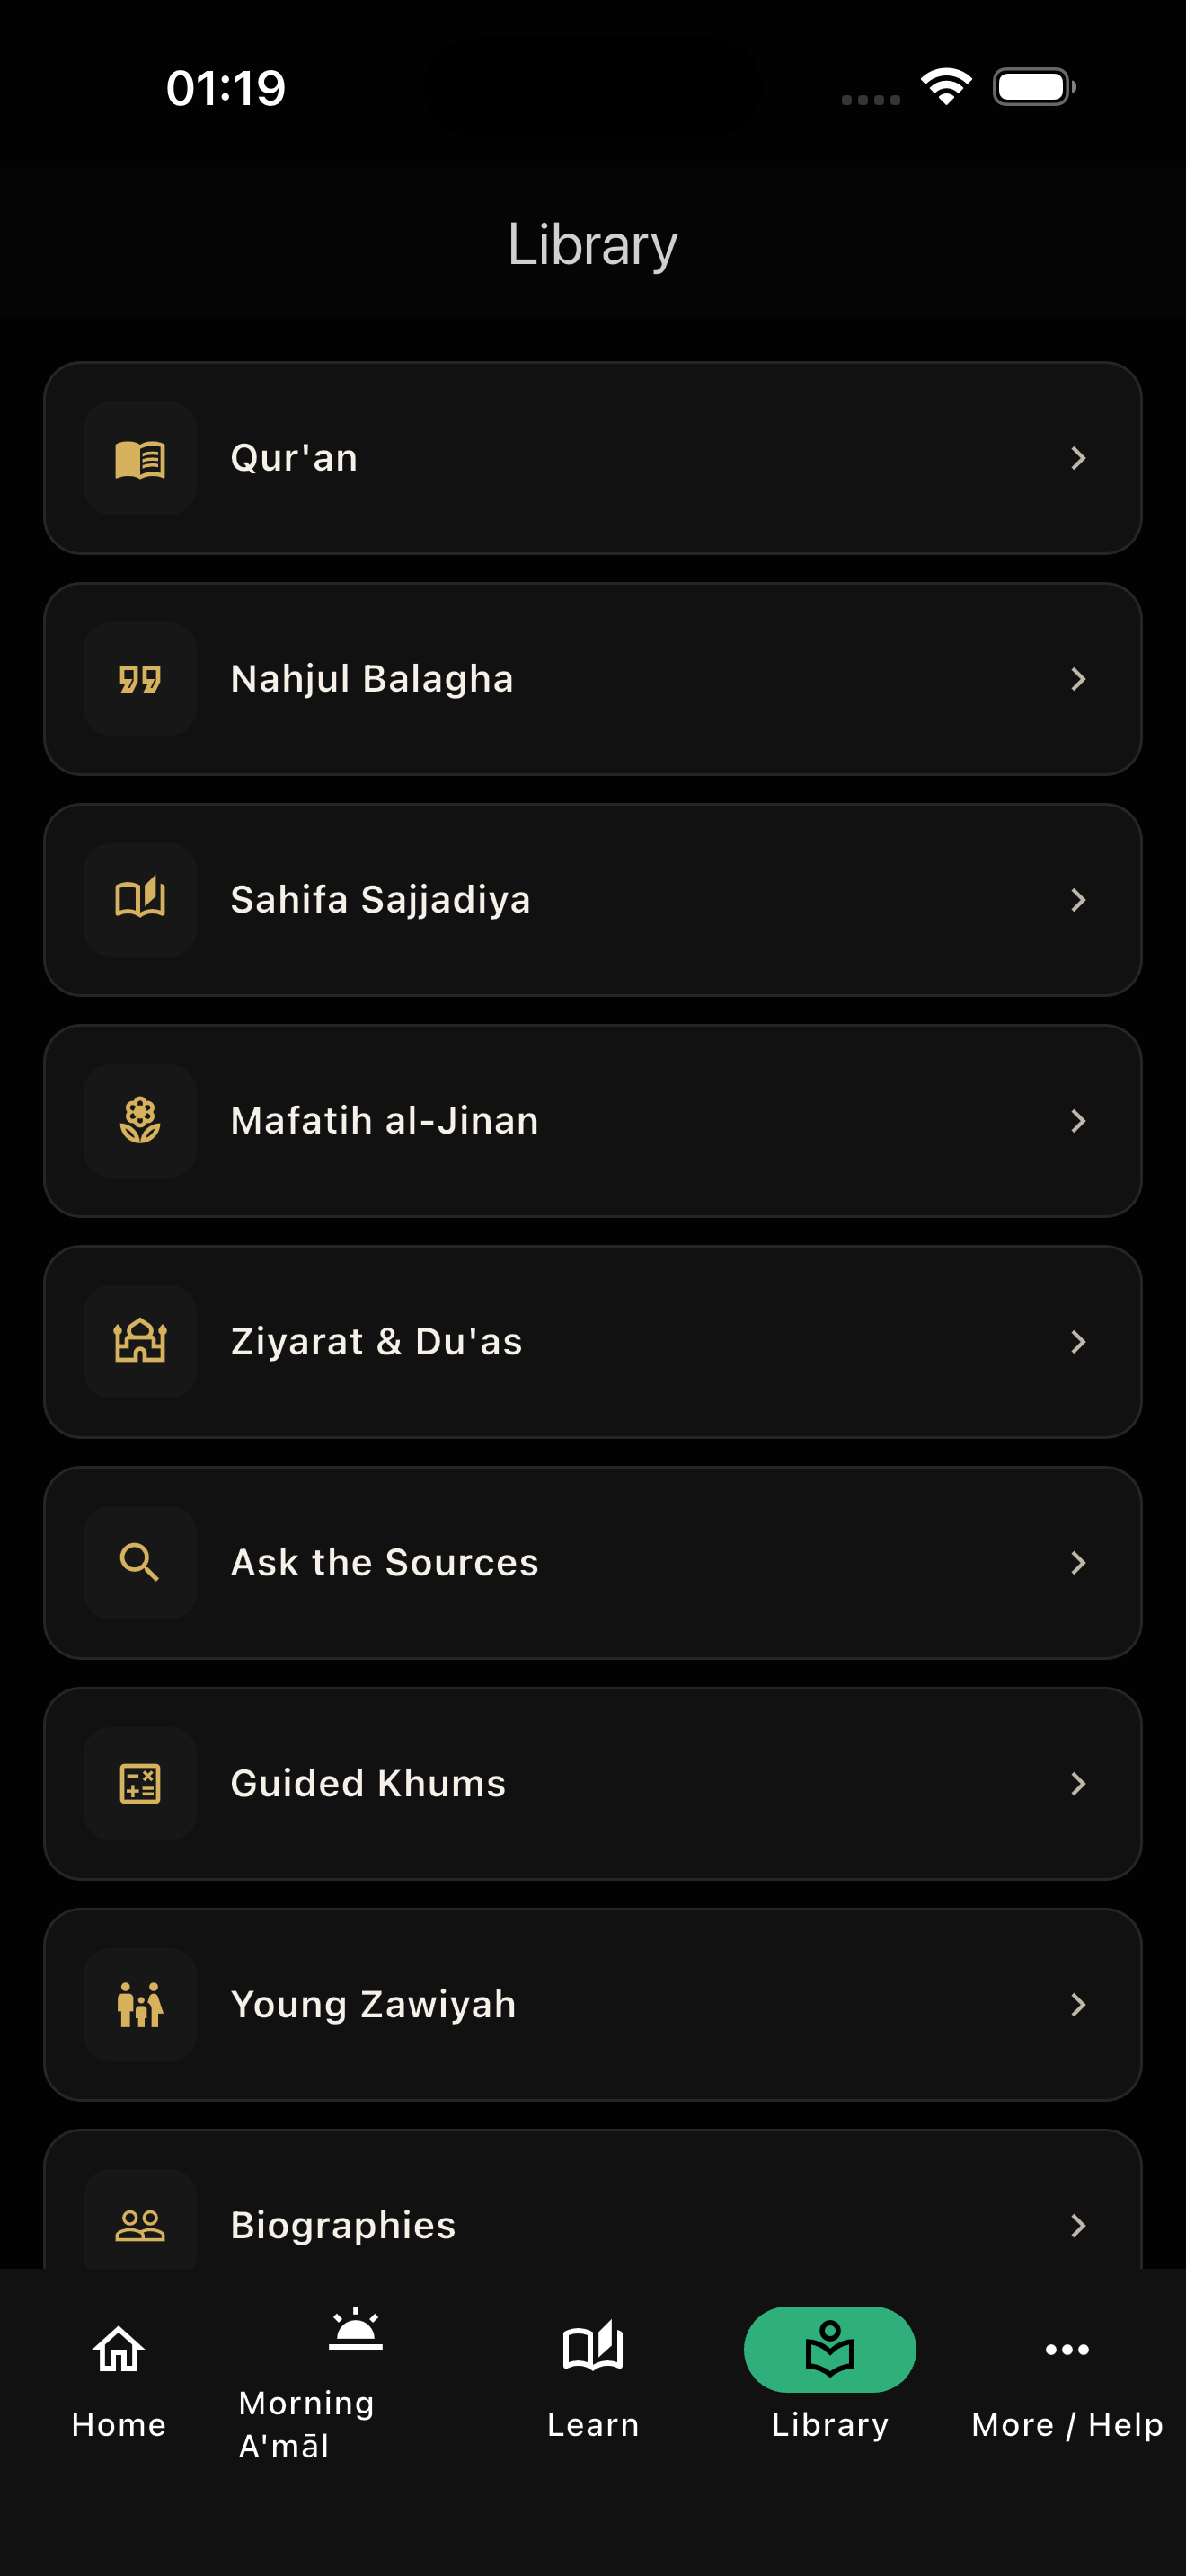 01:19
Library
Qur'an
Nahjul Balagha
Sahifa Sajjadiya
Mafatih al-Jinan
Ziyarat & Du'as
Ask the Sources
Guided Khums
Young Zawiyah
Biographies
Home
Morning
A'māl
Learn
Library
More / Help